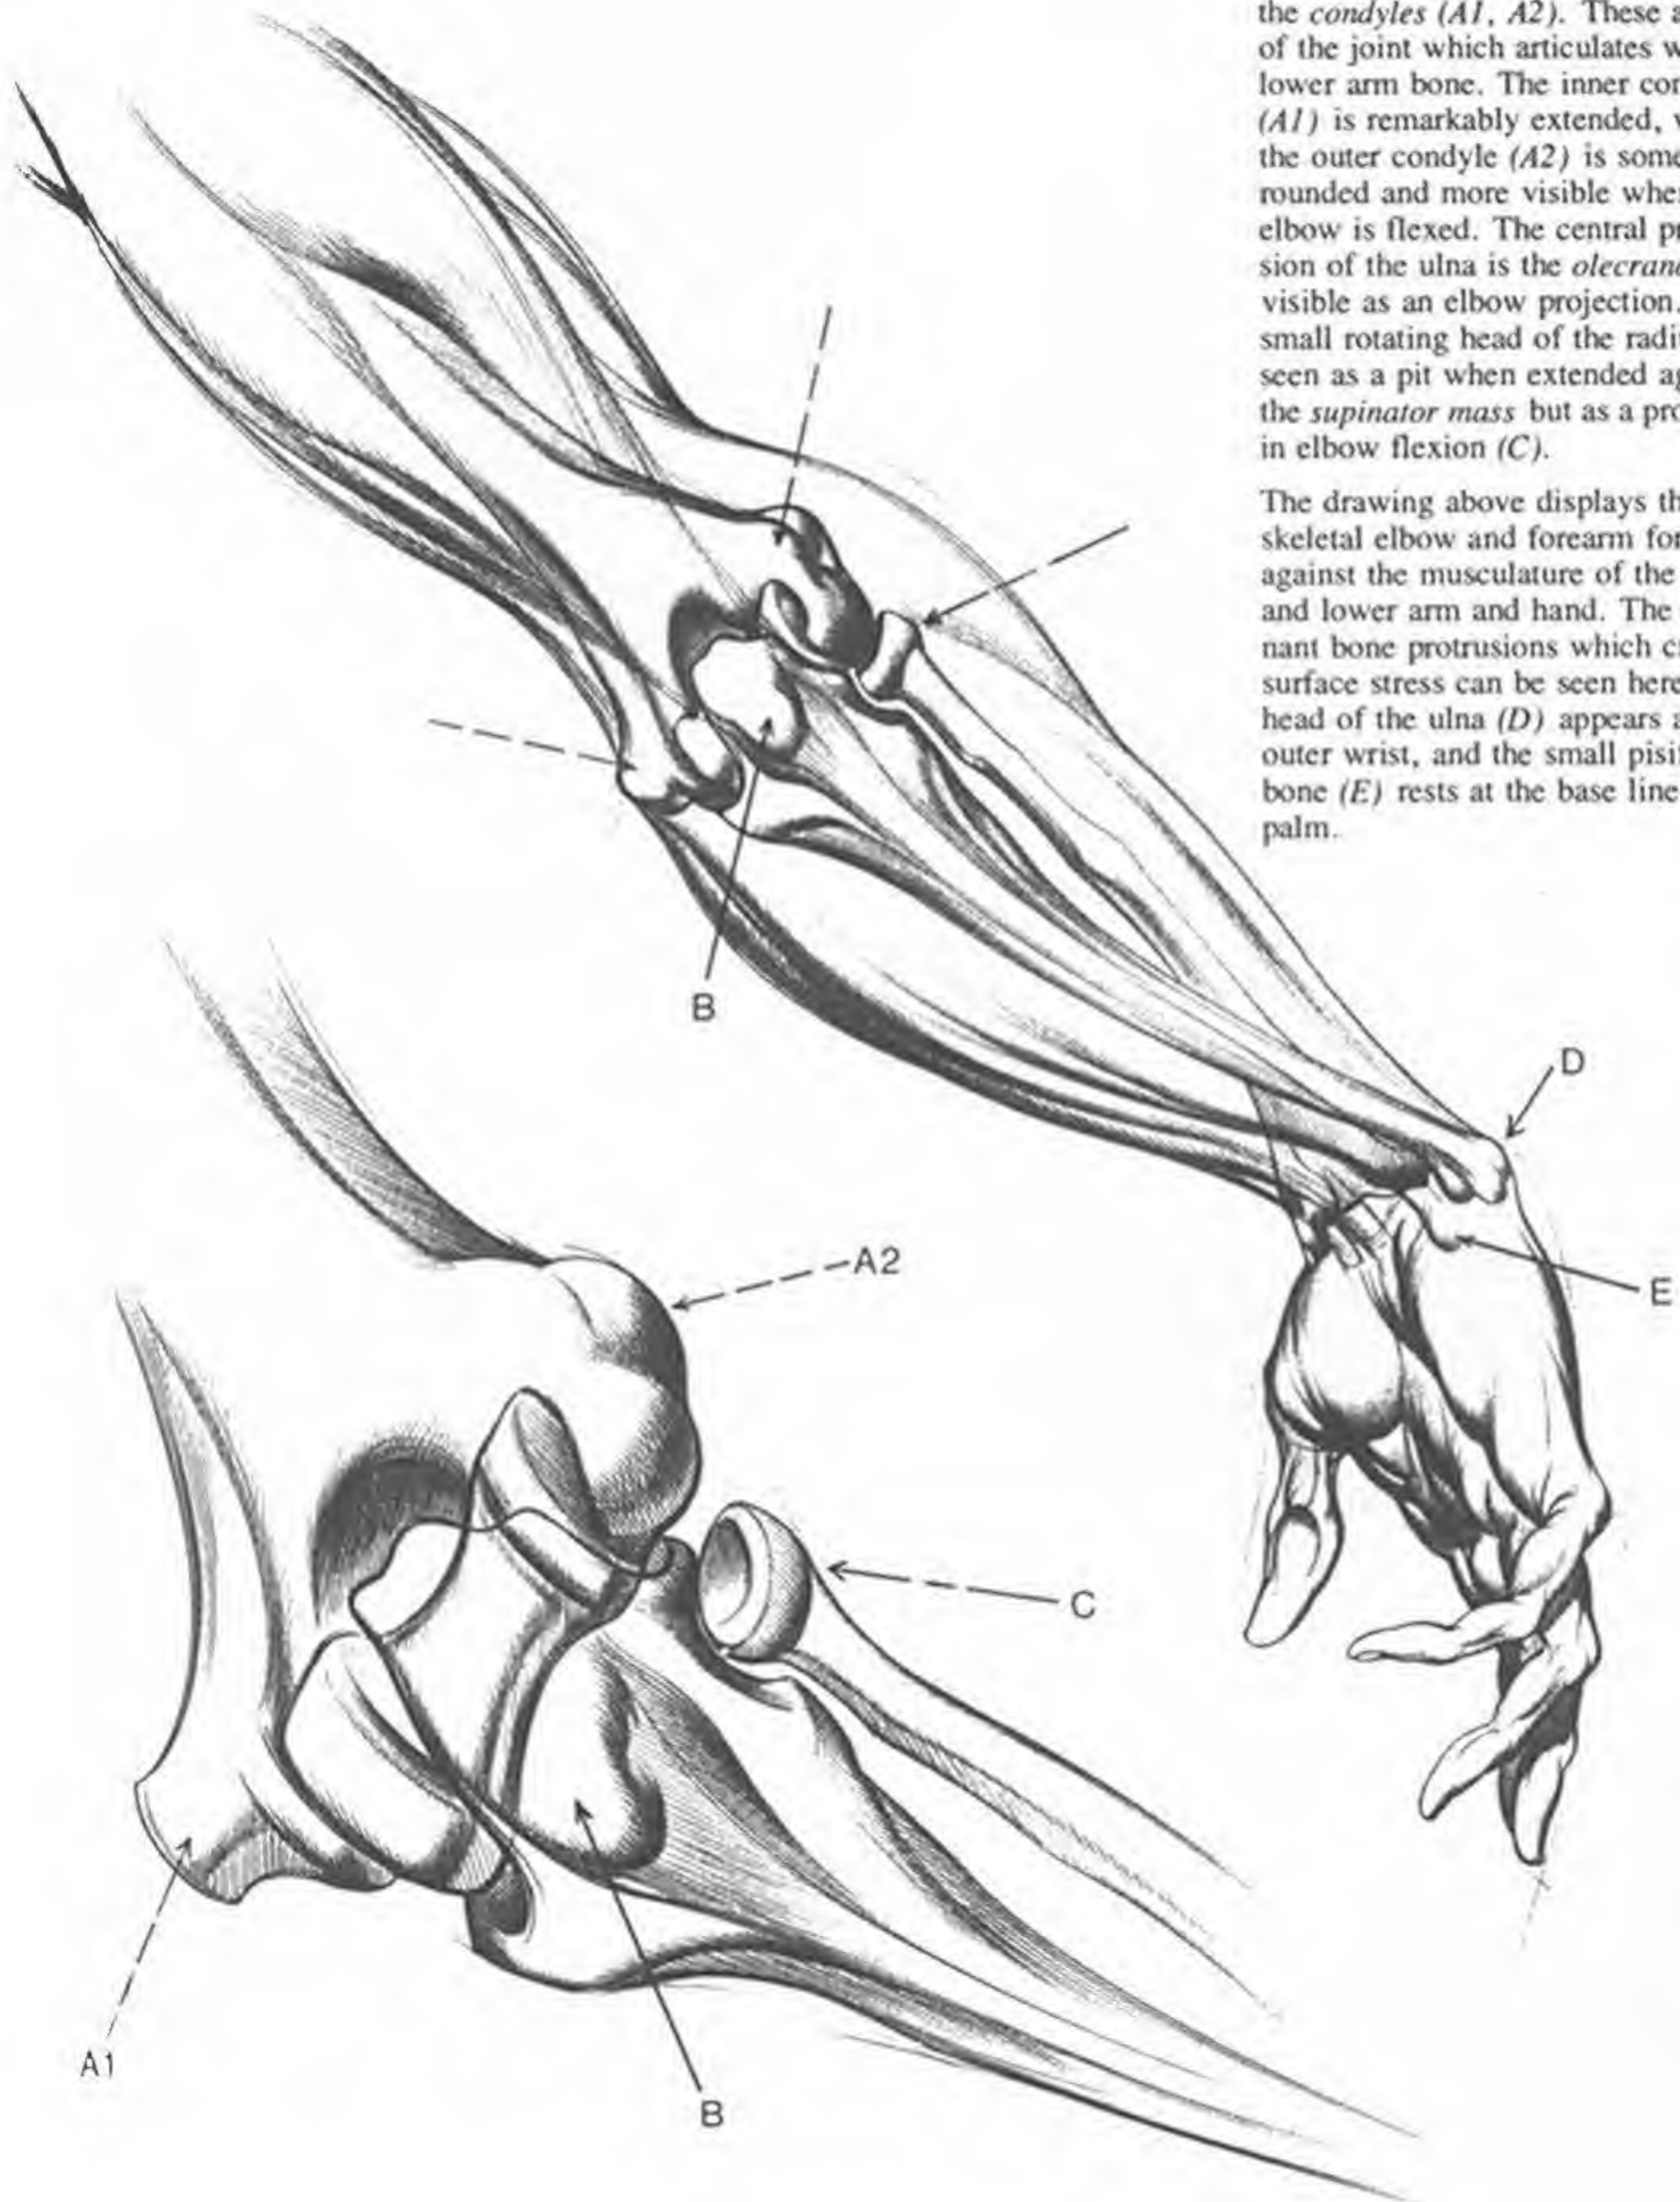 the condyles (A1, A2). These a
of the joint which articulates w
lower arm bone. The inner con
(A1) is remarkably extended, w
the outer condyle (A2) is some
rounded and more visible when
elbow is flexed. The central pr
sion of the ulna is the olecrano
visible as an elbow projection.
small rotating head of the radiu
seen as a pit when extended ag
the supinator mass but as a pro
in elbow flexion (C).
The drawing above displays th
skeletal elbow and forearm for
against the musculature of the
and lower arm and hand. The
nant bone protrusions which cr
surface stress can be seen here
head of the ulna (D) appears a
outer wrist, and the small pisi
bone (E) rests at the base line
palm.
B
D
A2
E
C
A1
B